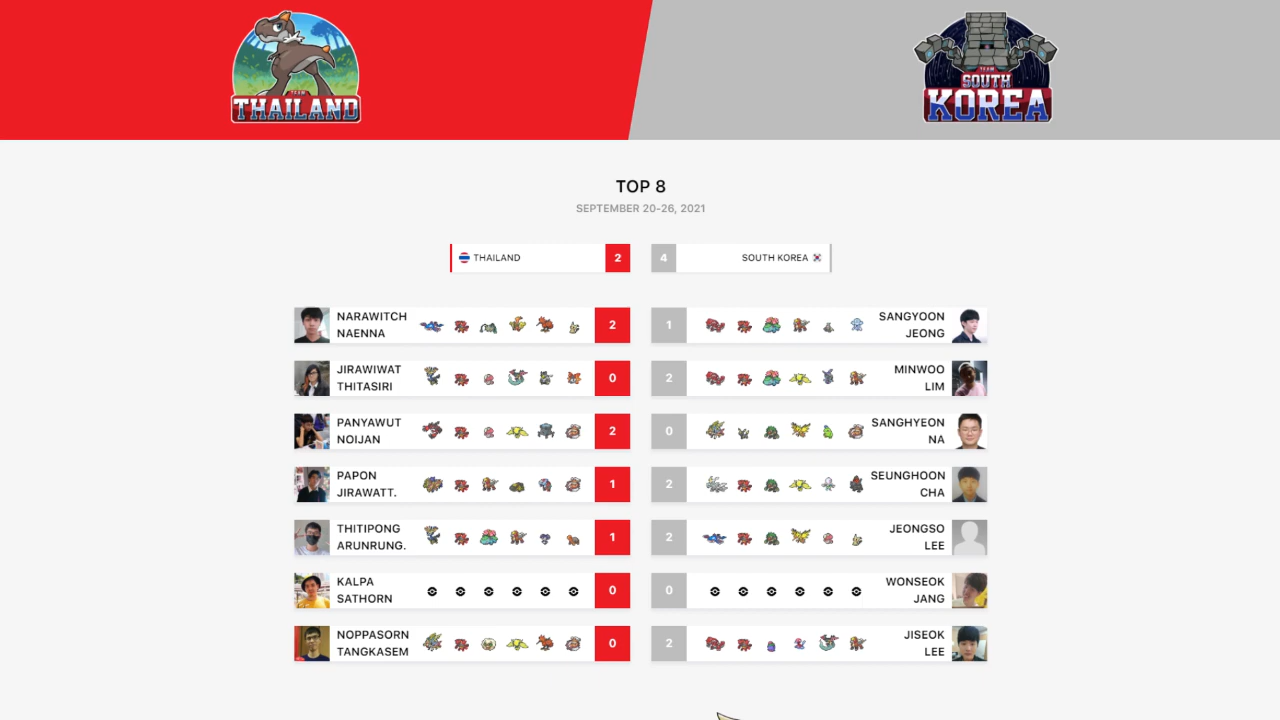 TEAM
THAILAND
TEAM
SOUTH
KOREA
TOP 8
SEPTEMBER 20-26, 2021
THAILAND 2 4 SOUTH KOREA
NARAWITCH
NAENNA
2 1
SANGYOON
JEONG
JIRAWIWAT
THITASIRI
0 2
MINWOO
LIM
PANYAWUT
NOIJAN
2 0
SANGHYEON
NA
PAPON
JIRAWATT.
1 2
SEUNGHOON
CHA
THITIPONG
ARUNRUNG.
1 2
JEONGSO
LEE
KALPA
SATHORN
0 0
WONSEOK
JANG
NOPPASORN
TANGKASEM
0 2
JISEOK
LEE